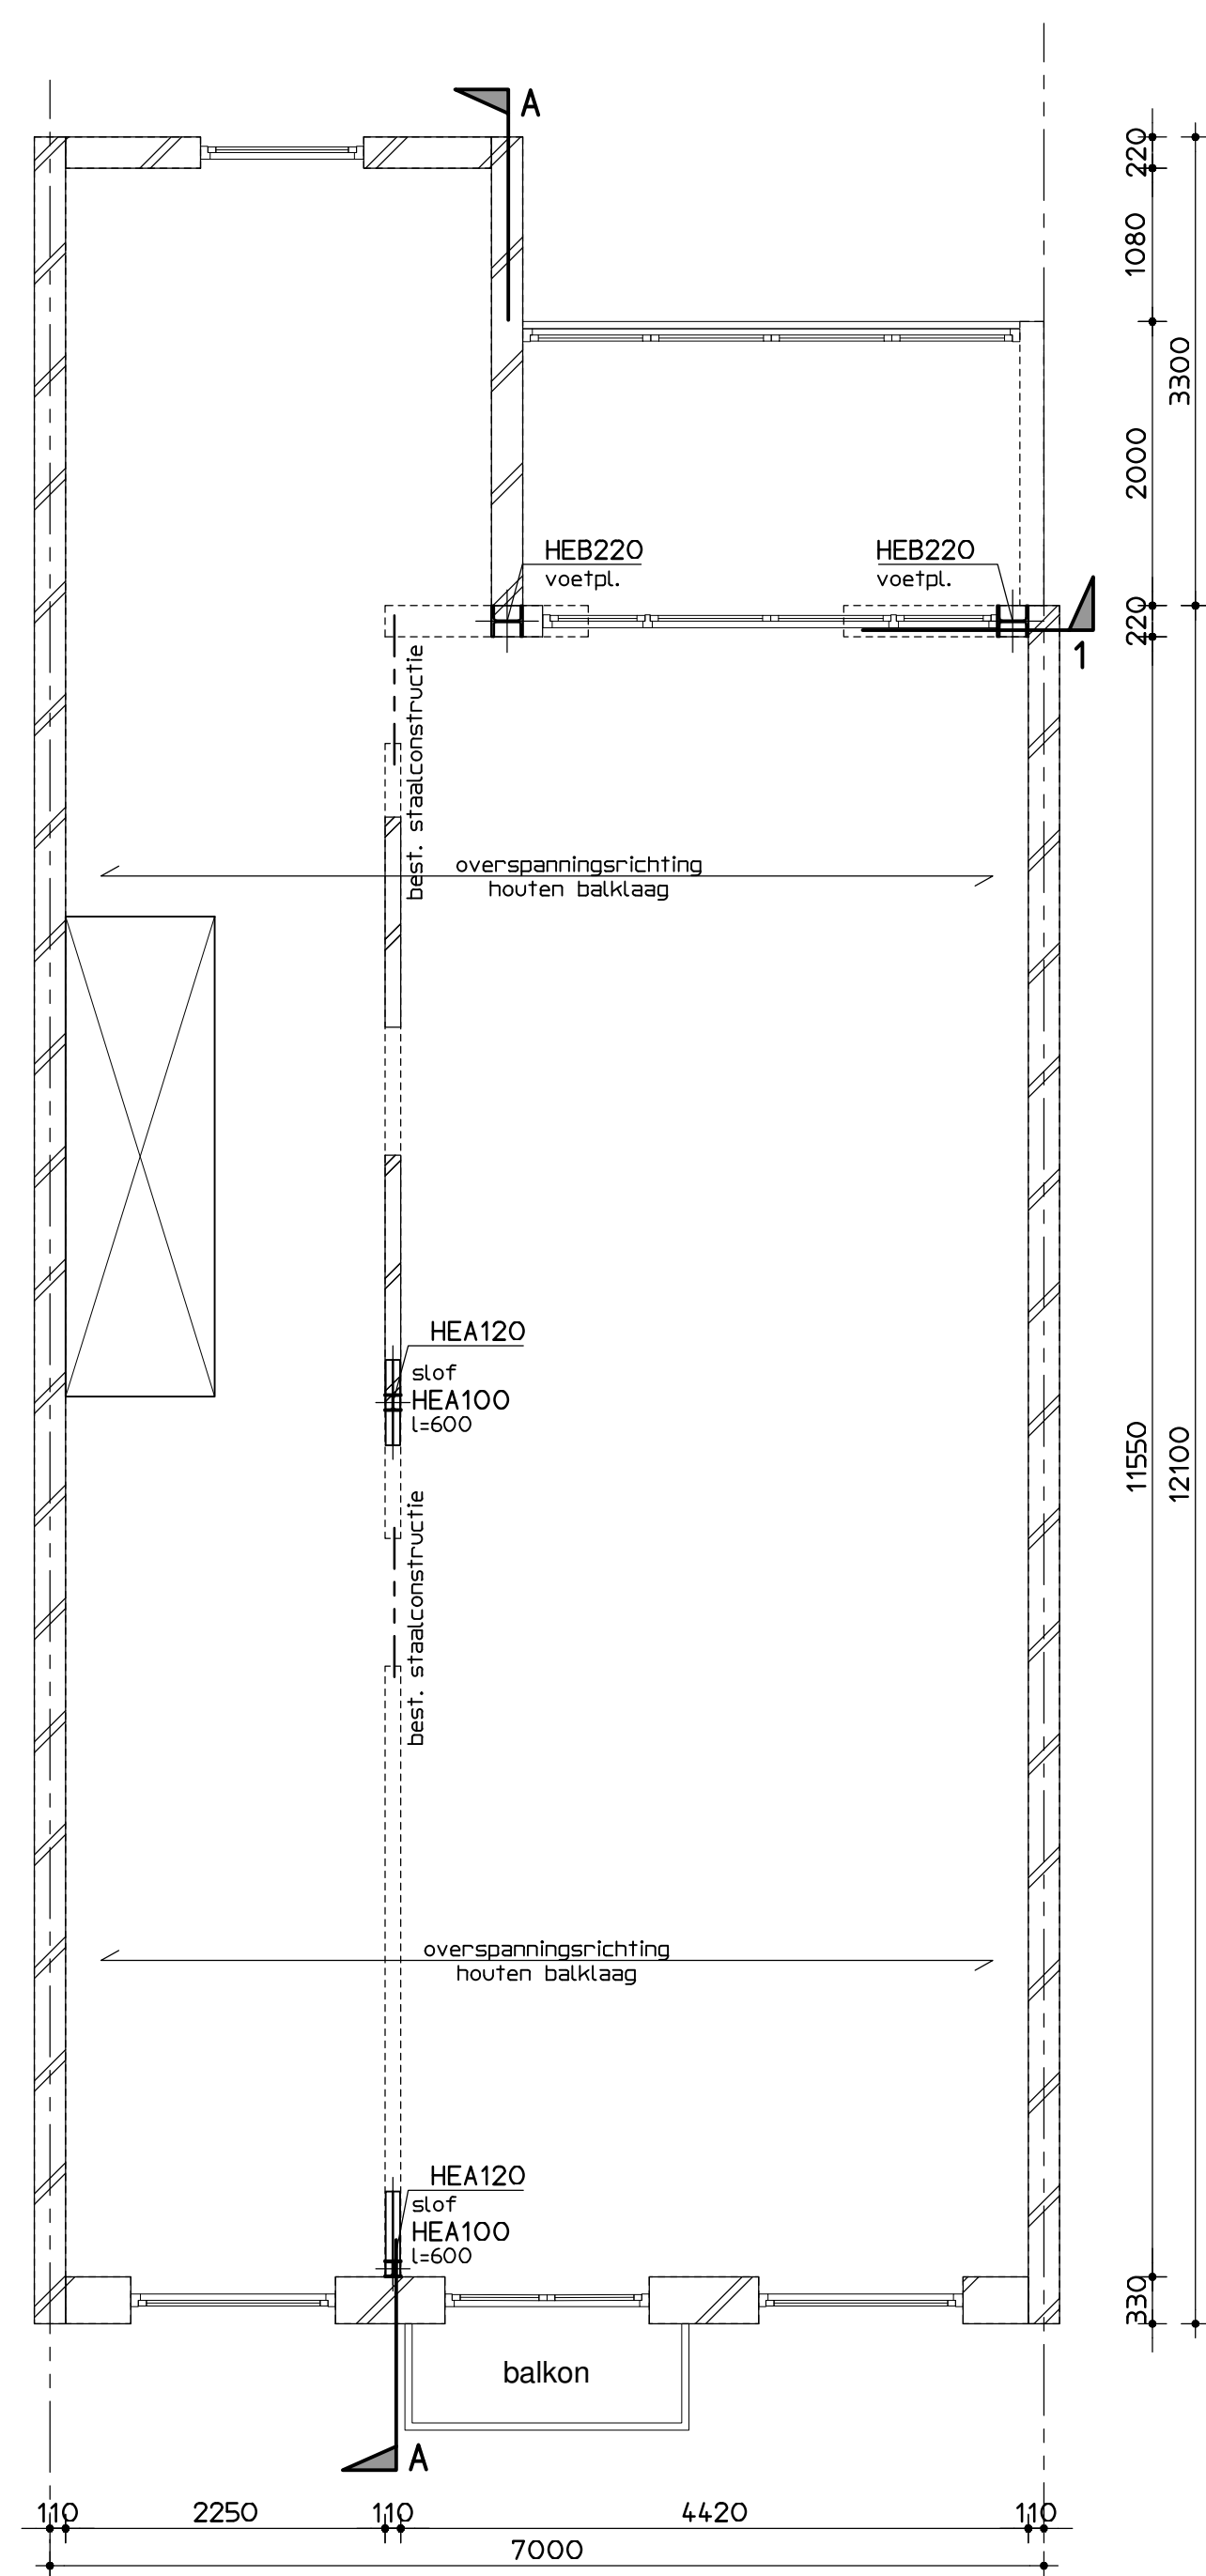 A
220
1080
3300
2000
HEB220
voetpl.
HEB220
voetpl.
220
1
best. staalconstructie
overspanningsrichting
houten balklaag
HEA120
slof
HEA100
l=600
11550
12100
best. staalconstructie
overspanningsrichting
houten balklaag
HEA120
slof
HEA100
l=600
330
balkon
A
110
2250
110
4420
110
7000